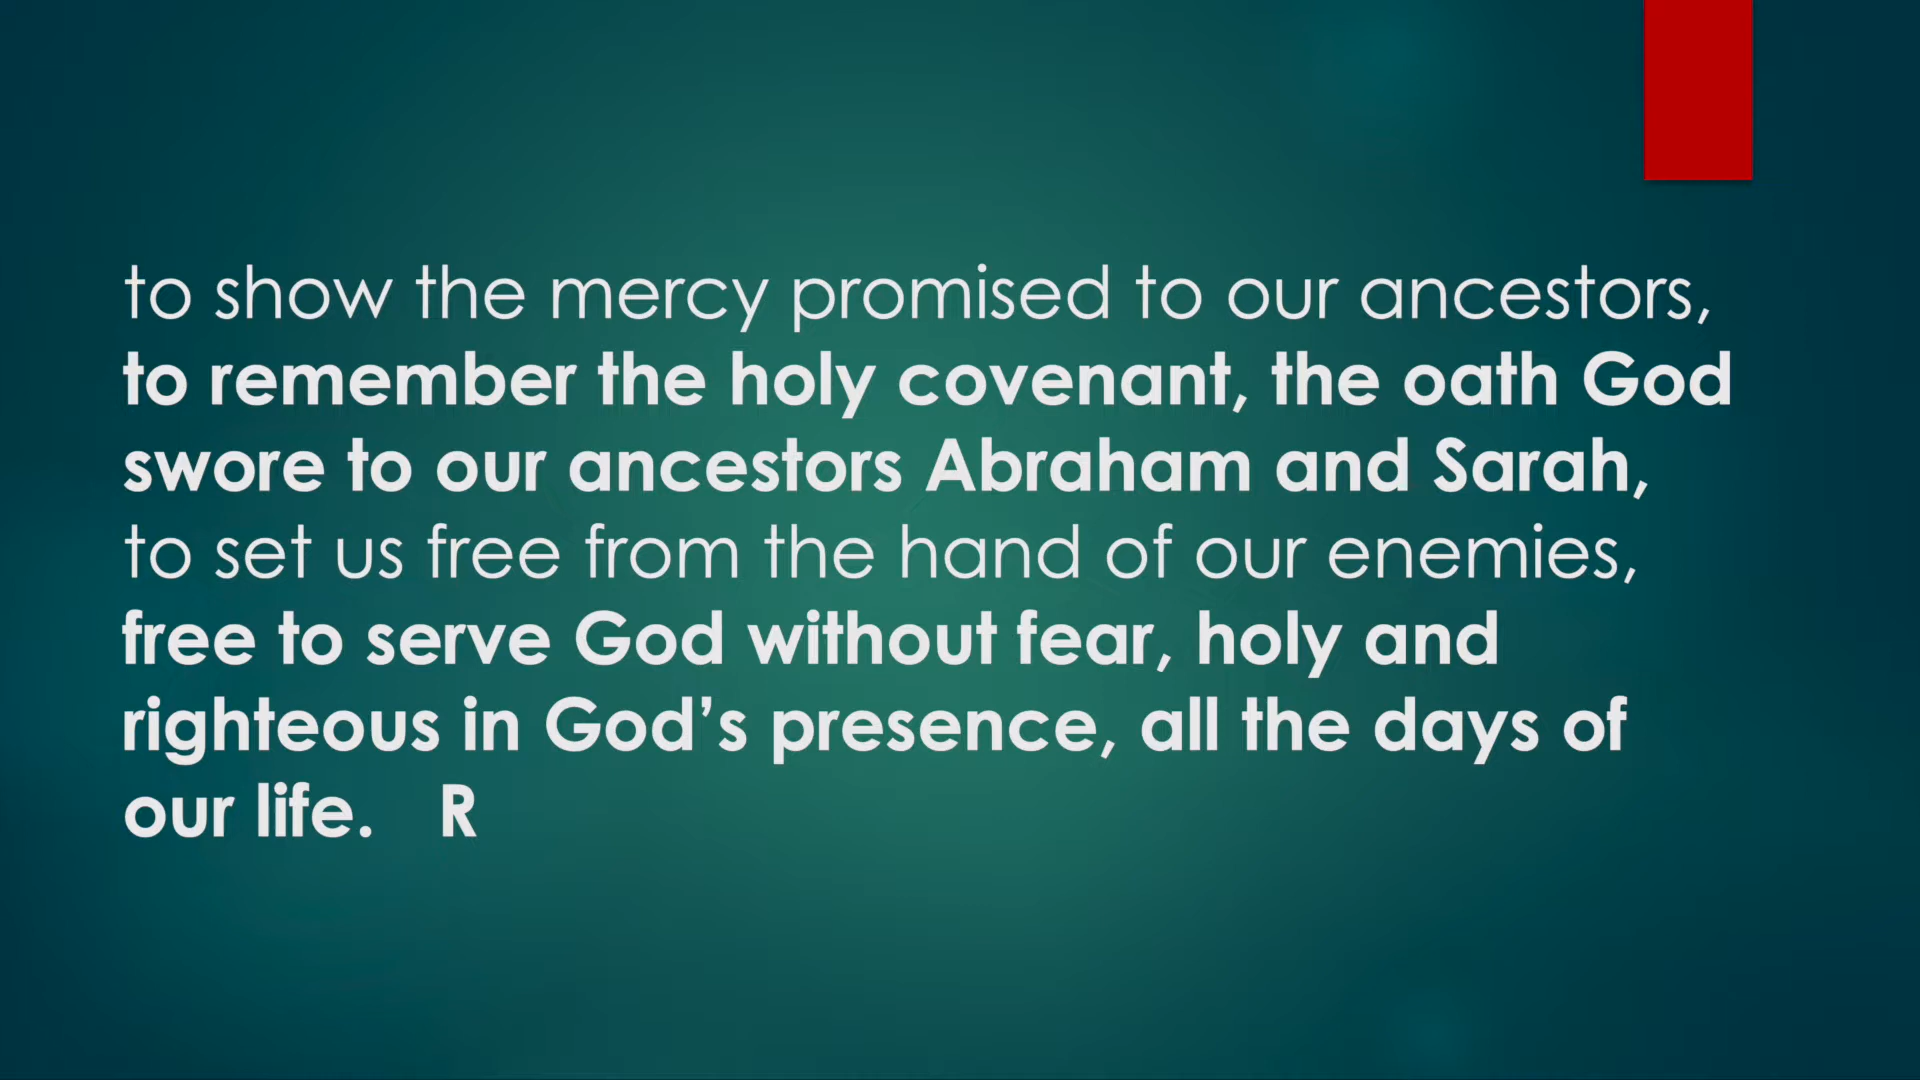 to show the mercy promised to our ancestors,
to remember the holy covenant, the oath God
swore to our ancestors Abraham and Sarah,
to set us free from the hand of our enemies,
free to serve God without fear, holy and
righteous in God’s presence, all the days of
our life. R